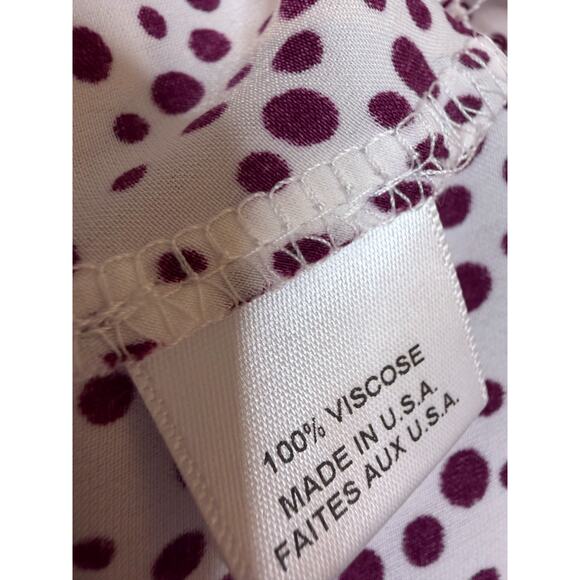 100% VISCOSE
MADE IN U.S.A.
FAITES AUX U.S.A.